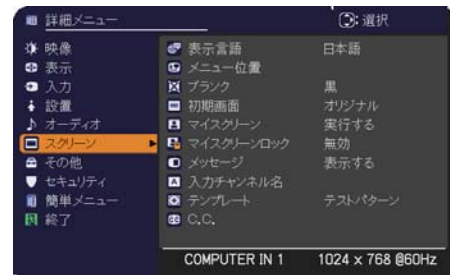 詳細メニュー
:選択
映像
表示
入力
設置
オーディオ
スクリーン
その他
セキュリティ
簡単メニュー
終了
表示言語 日本語
メニュー位置
ブランク 黒
初期画面 オリジナル
マイスクリーン 実行する
マイスクリーンロック 無効
メッセージ 表示する
入力チャンネル名
テンプレート テストパターン
C.C.
COMPUTER IN 1 1024 x 768 @60Hz